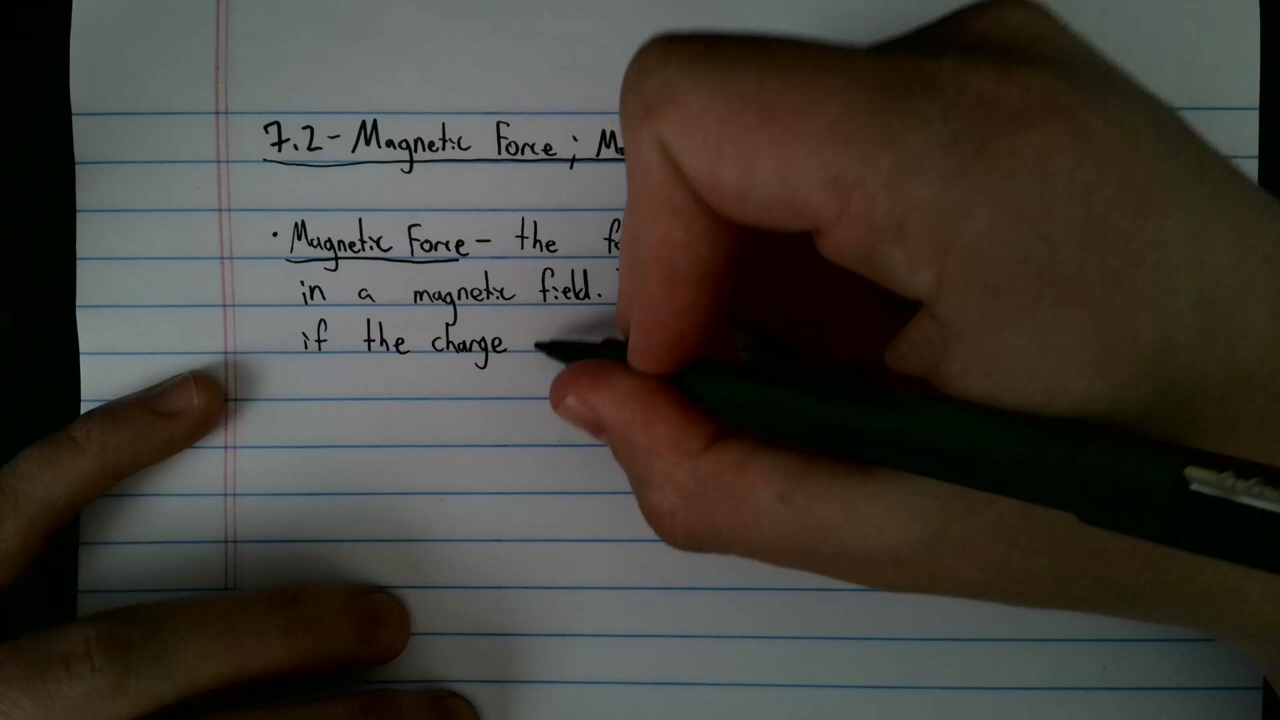 7.2- Magnetic Force;
• Magnetic Force - the
in a magnetic field.
if the charge